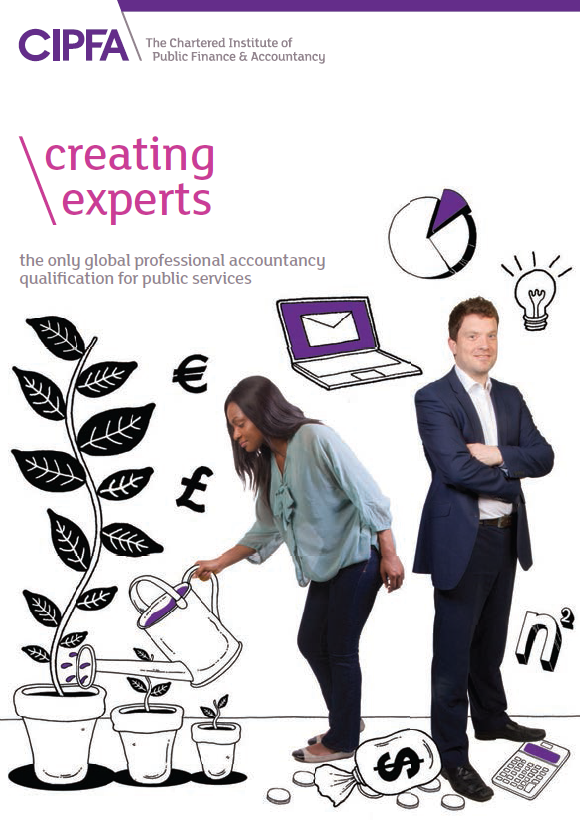 CIPFA
The Chartered Institute of
Public Finance & Accountancy
\creating
experts
the only global professional accountancy
qualification for public services
€
£
n²
$